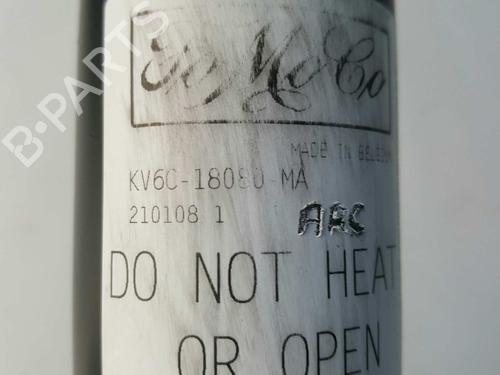 FoMoCo
MADE IN BELGIUM
KV6C-18080-MA
210108 1
ARC
DO NOT HEAT
OR OPEN
B-PARTS